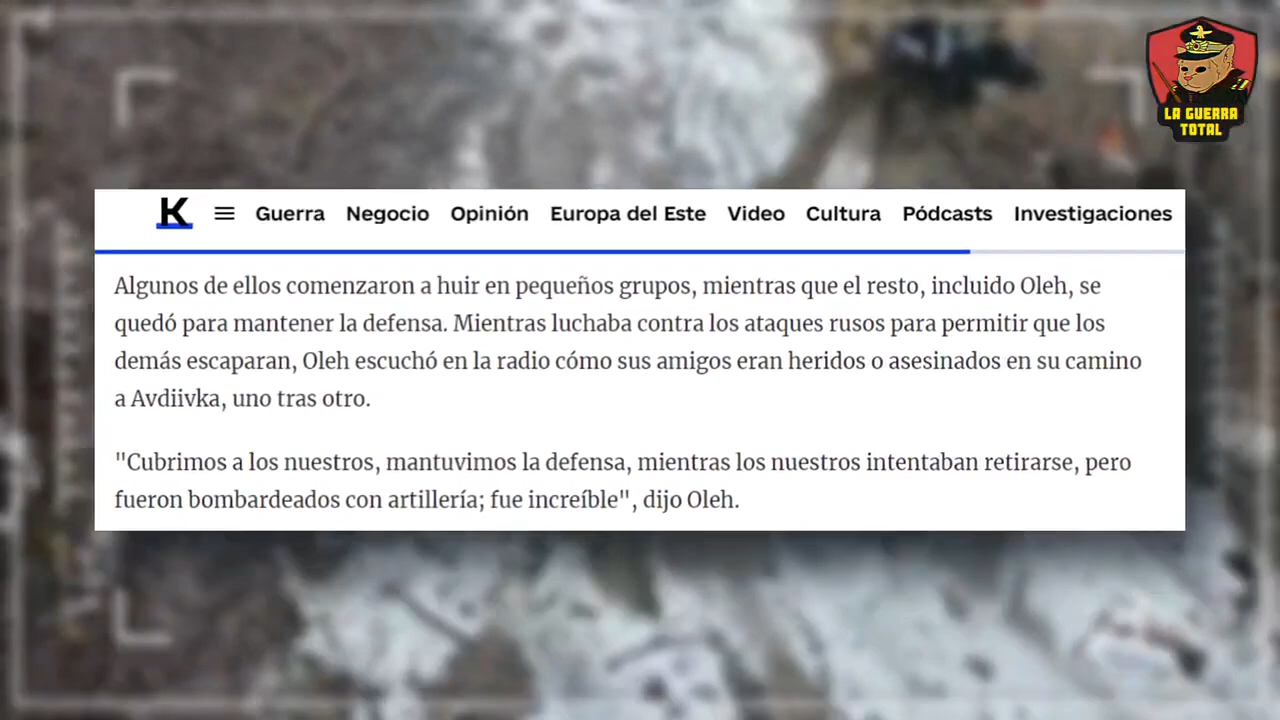 LA GUERRA
TOTAL
K
Guerra Negocio Opinión Europa del Este Video Cultura Pódcasts Investigaciones
Algunos de ellos comenzaron a huir en pequeños grupos, mientras que el resto, incluido Oleh, se
quedó para mantener la defensa. Mientras luchaba contra los ataques rusos para permitir que los
demás escaparan, Oleh escuchó en la radio cómo sus amigos eran heridos o asesinados en su camino
a Avdiivka, uno tras otro.
"Cubrimos a los nuestros, mantuvimos la defensa, mientras los nuestros intentaban retirarse, pero
fueron bombardeados con artillería; fue increíble", dijo Oleh.